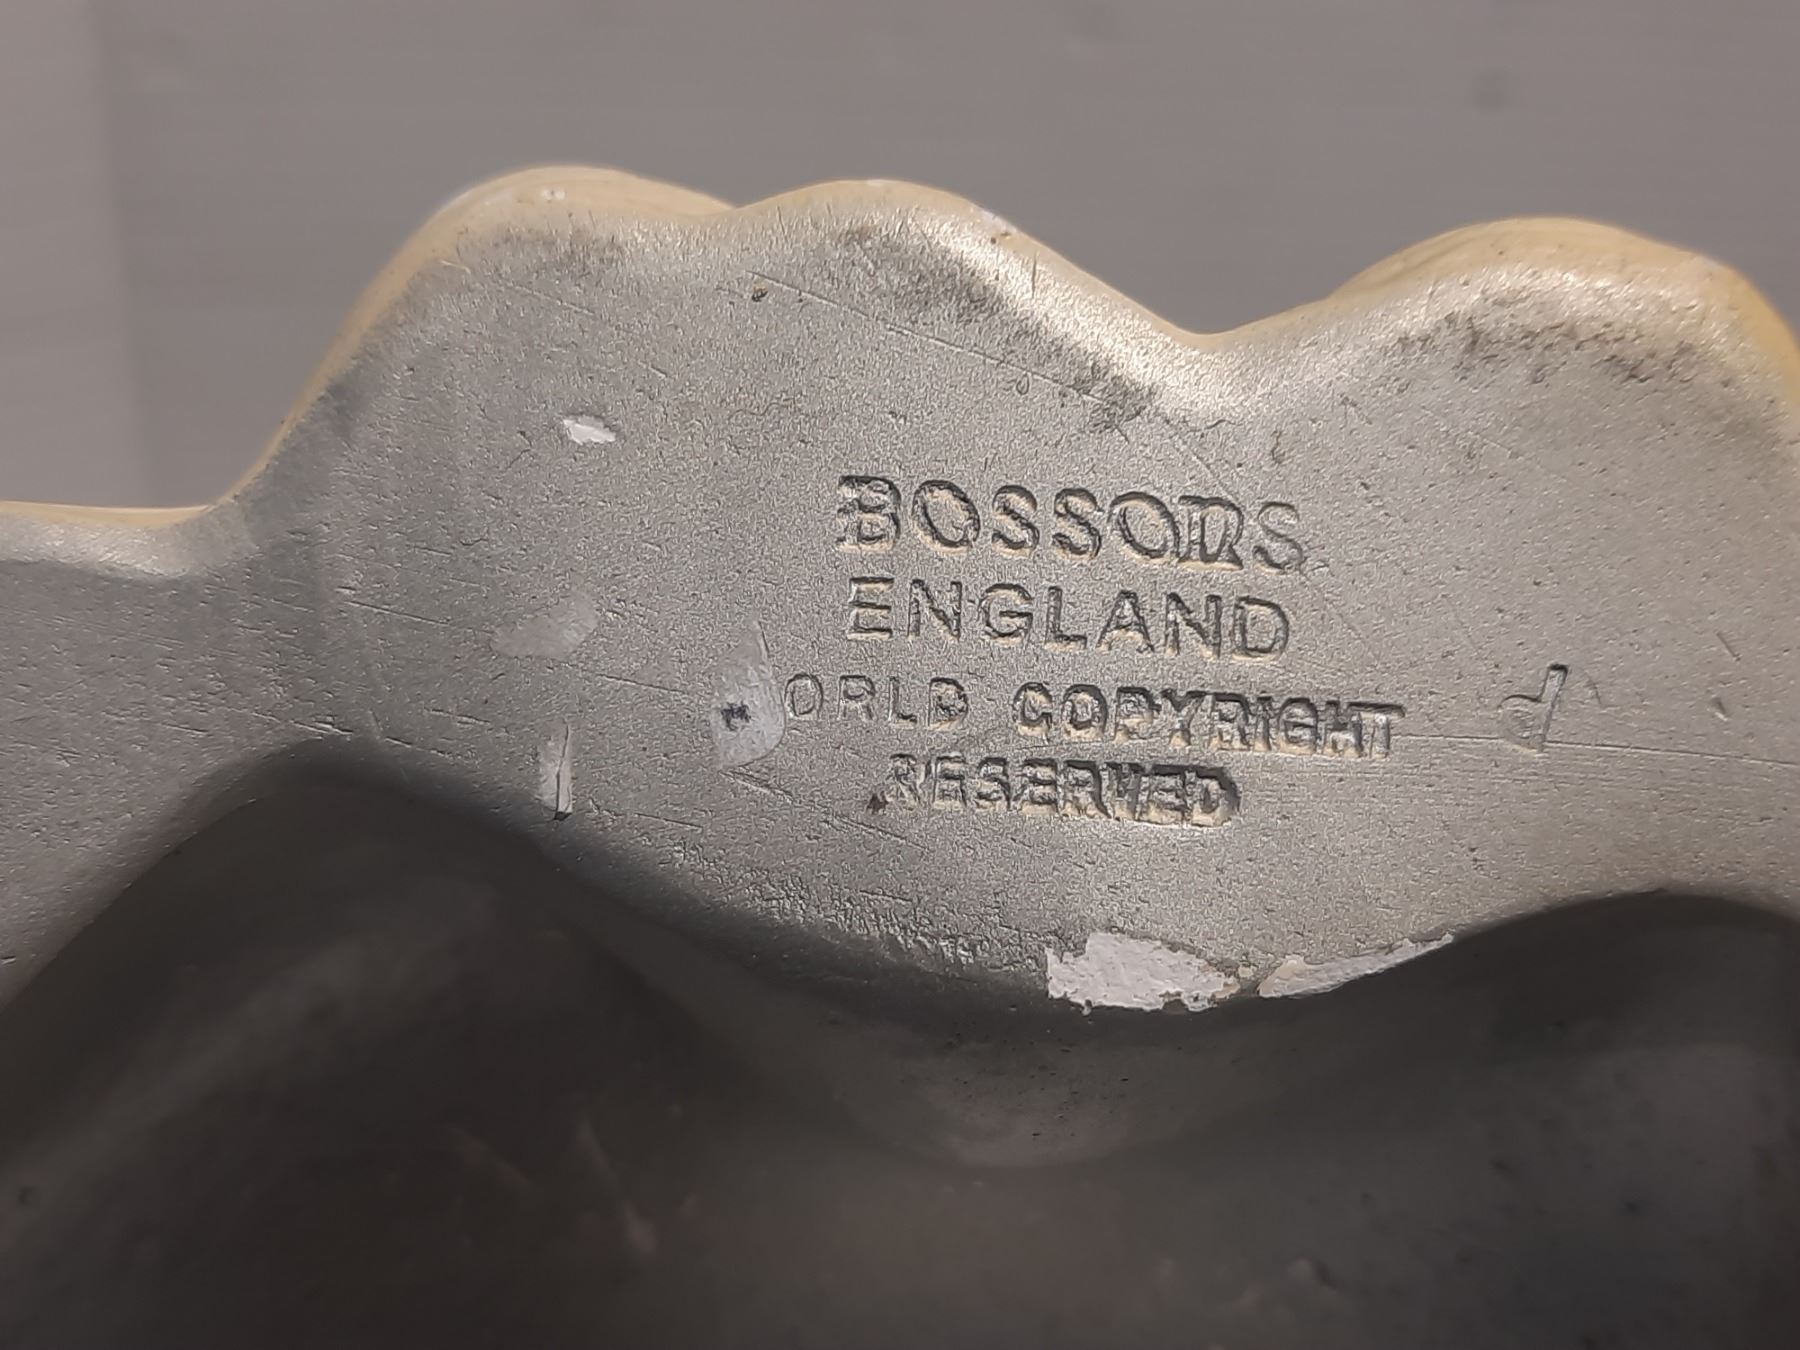 BOSSONS
ENGLAND
ORLD COPYRIGHT d
RESERVED